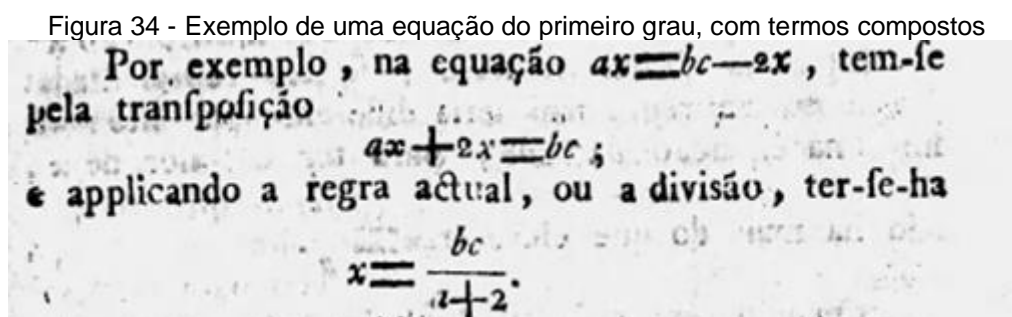 Figura 34 - Exemplo de uma equação do primeiro grau, com termos compostos
Por exemplo, na equação ax=bc—2x, tem-ſe
pela tranſpoſição
ax+2x=bc;
e applicando a regra actual, ou a divisão, ter-ſe-ha
x= bc
a+2.